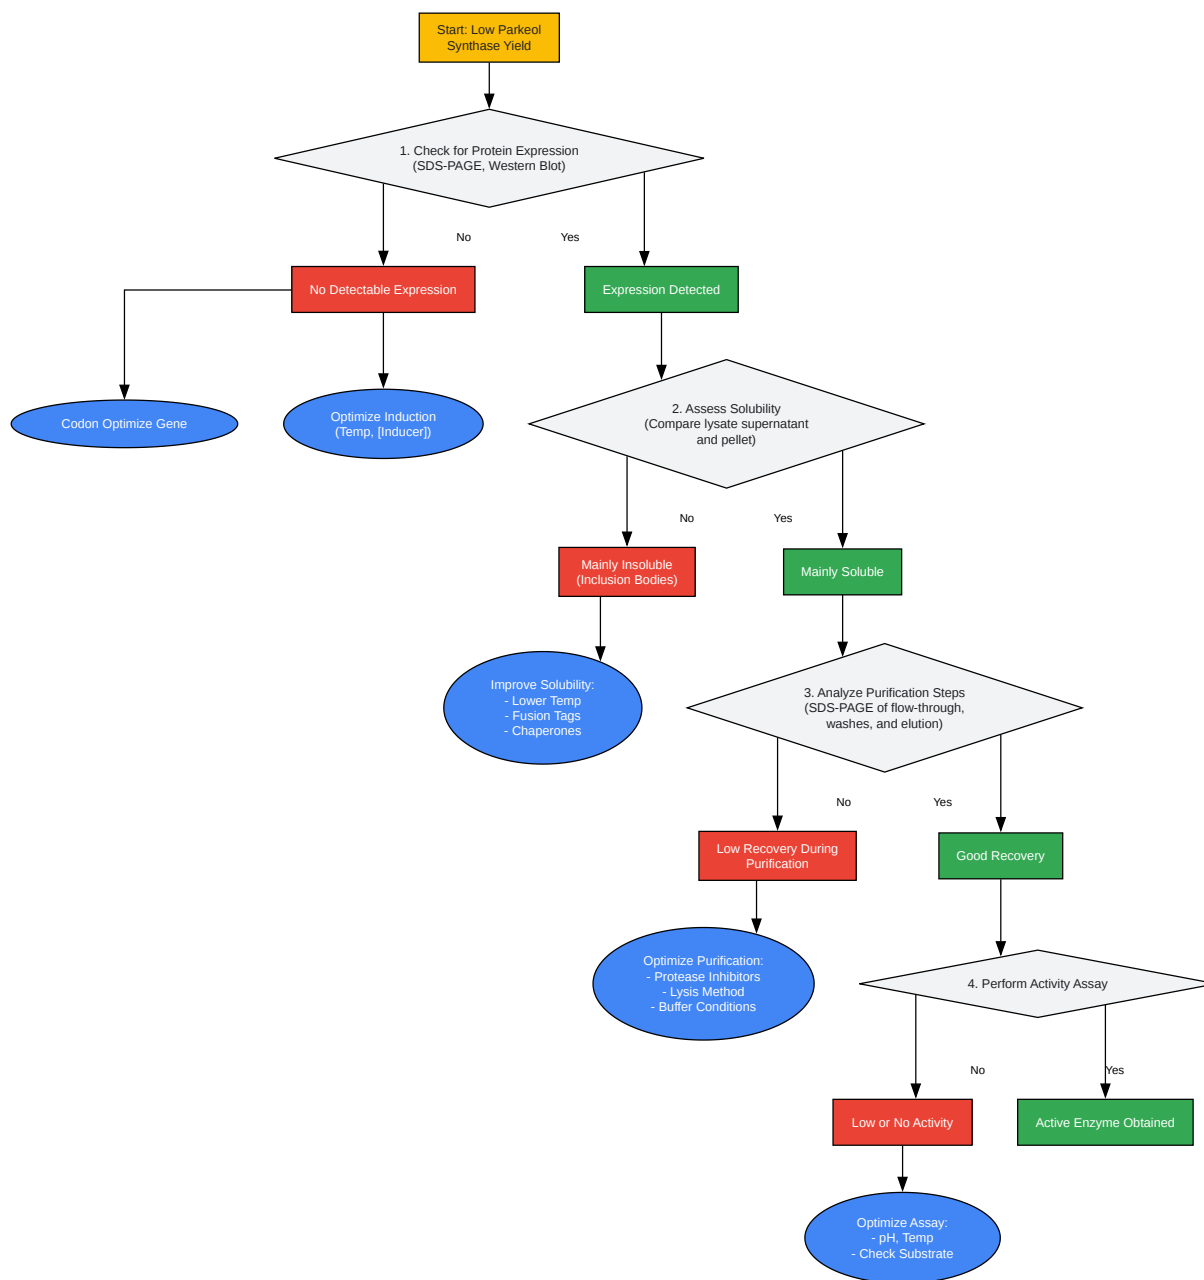 Start: Low Parkeol
Synthase Yield
1. Check for Protein Expression
(SDS-PAGE, Western Blot)
No
Yes
No Detectable Expression
Expression Detected
Codon Optimize Gene
Optimize Induction
(Temp, [Inducer])
2. Assess Solubility
(Compare lysate supernatant
and pellet)
No
Yes
Mainly Insoluble
(Inclusion Bodies)
Mainly Soluble
Improve Solubility:
- Lower Temp
- Fusion Tags
- Chaperones
3. Analyze Purification Steps
(SDS-PAGE of flow-through,
washes, and elution)
No
Yes
Low Recovery During
Purification
Good Recovery
Optimize Purification:
- Protease Inhibitors
- Lysis Method
- Buffer Conditions
4. Perform Activity Assay
No
Yes
Low or No Activity
Active Enzyme Obtained
Optimize Assay:
- pH, Temp
- Check Substrate